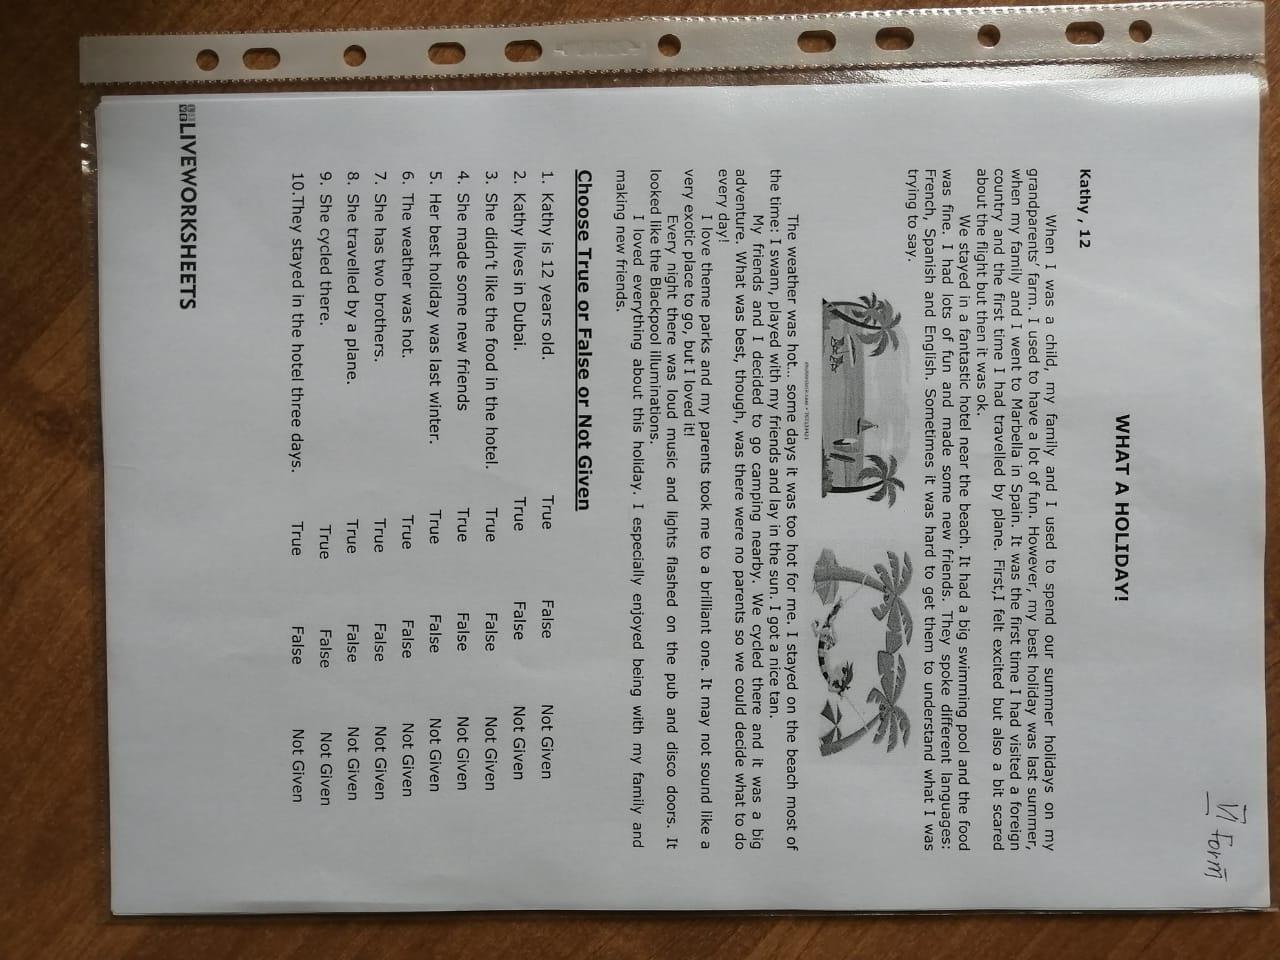 VI Form
WHAT A HOLIDAY!
Kathy , 12
When I was a child, my family and I used to spend our summer holidays on my
grandparents' farm. I used to have a lot of fun. However, my best holiday was last summer,
when my family and I went to Marbella in Spain. It was the first time I had visited a foreign
country and the first time I had travelled by plane. First,I felt excited but also a bit scared
about the flight but then it was ok.
We stayed in a fantastic hotel near the beach. It had a big swimming pool and the food
was fine. I had lots of fun and made some new friends. They spoke different languages:
French, Spanish and English. Sometimes it was hard to get them to understand what I was
trying to say.
The weather was hot... some days it was too hot for me. I stayed on the beach most of
the time: I swam, played with my friends and lay in the sun. I got a nice tan.
My friends and I decided to go camping nearby. We cycled there and it was a big
adventure. What was best, though, was there were no parents so we could decide what to do
every day!
I love theme parks and my parents took me to a brilliant one. It may not sound like a
very exotic place to go, but I loved it!
Every night there was loud music and lights flashed on the pub and disco doors. It
looked like the Blackpool illuminations.
I loved everything about this holiday. I especially enjoyed being with my family and
making new friends.
Choose True or False or Not Given
1. Kathy is 12 years old. True False Not Given
2. Kathy lives in Dubai. True False Not Given
3. She didn't like the food in the hotel. True False Not Given
4. She made some new friends True False Not Given
5. Her best holiday was last winter. True False Not Given
6. The weather was hot. True False Not Given
7. She has two brothers. True False Not Given
8. She travelled by a plane. True False Not Given
9. She cycled there. True False Not Given
10.They stayed in the hotel three days. True False Not Given
LIVEWORKSHEETS